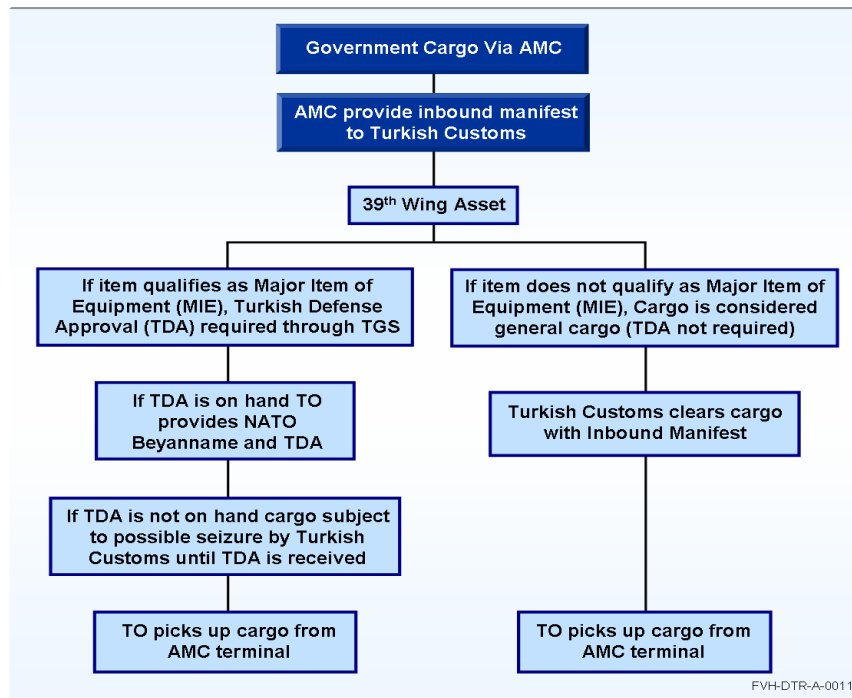 Government Cargo Via AMC
AMC provide inbound manifest
to Turkish Customs
39th Wing Asset
If item qualifies as Major Item of
Equipment (MIE), Turkish Defense
Approval (TDA) required through TGS
If item does not qualify as Major Item of
Equipment (MIE), Cargo is considered
general cargo (TDA not required)
If TDA is on hand TO
provides NATO
Beyanname and TDA
Turkish Customs clears cargo
with Inbound Manifest
If TDA is not on hand cargo subject
to possible seizure by Turkish
Customs until TDA is received
TO picks up cargo from
AMC terminal
TO picks up cargo from
AMC terminal
FVH-DTR-A-0011